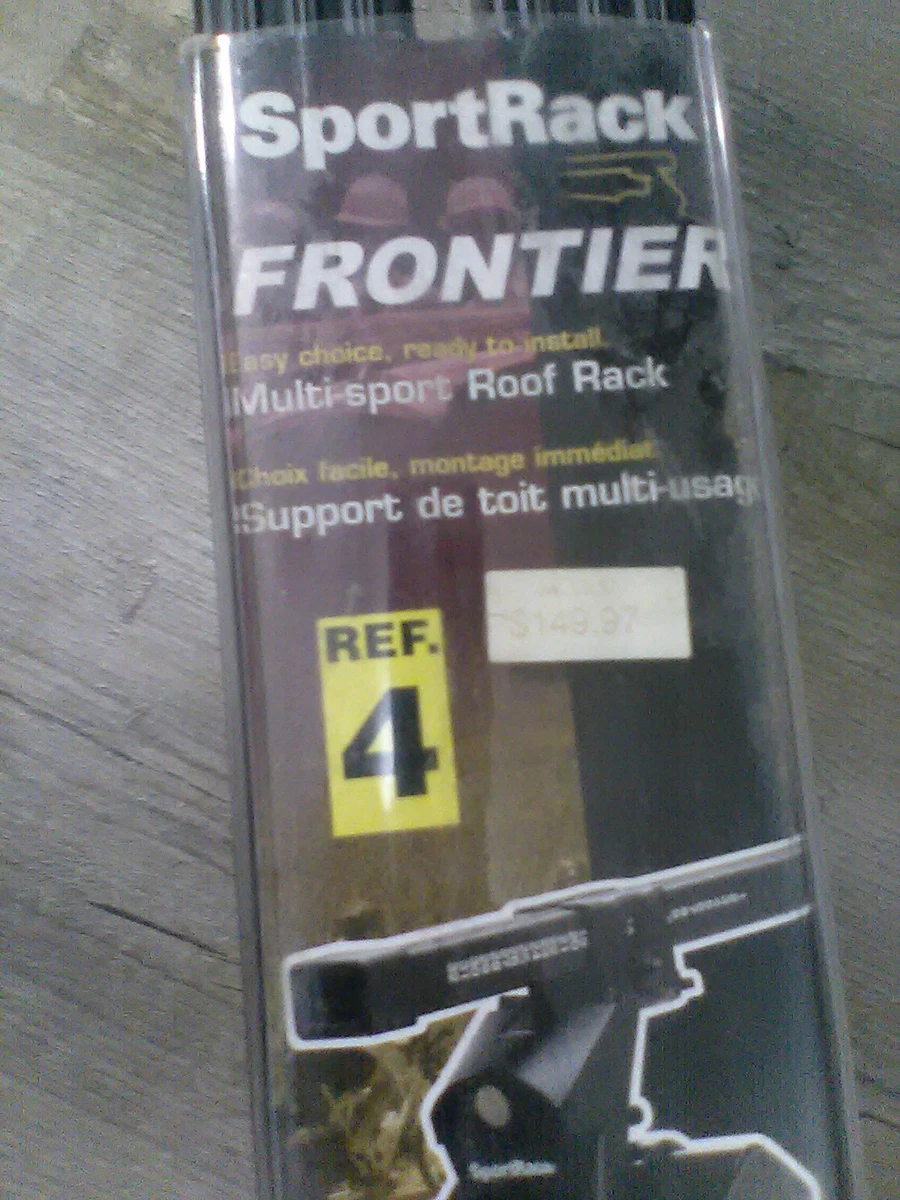 SportRack
FRONTIER
Easy choice, ready to install.
Multi-sport Roof Rack
Choix facile, montage immédiat.
Support de toit multi-usag
$149.97
REF.
4
SportRack